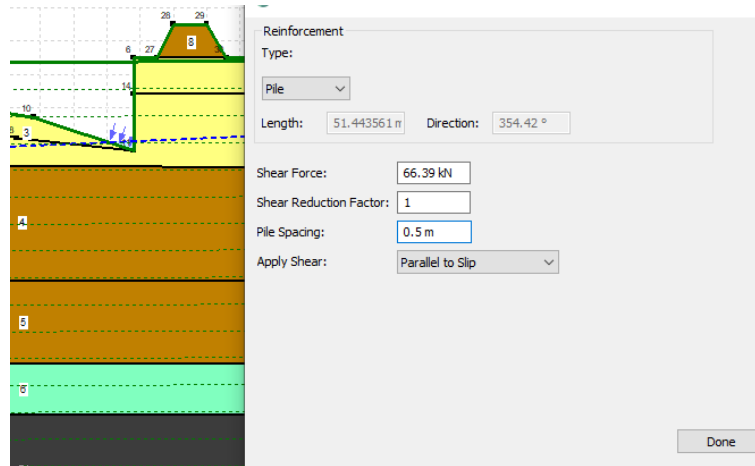 28 29
8
6 27 30
14
10
3
4
5
6
Reinforcement
Type:
Pile
Length: 51.443561 m Direction: 354.42 °
Shear Force: 66.39 kN
Shear Reduction Factor: 1
Pile Spacing: 0.5 m
Apply Shear: Parallel to Slip
Done